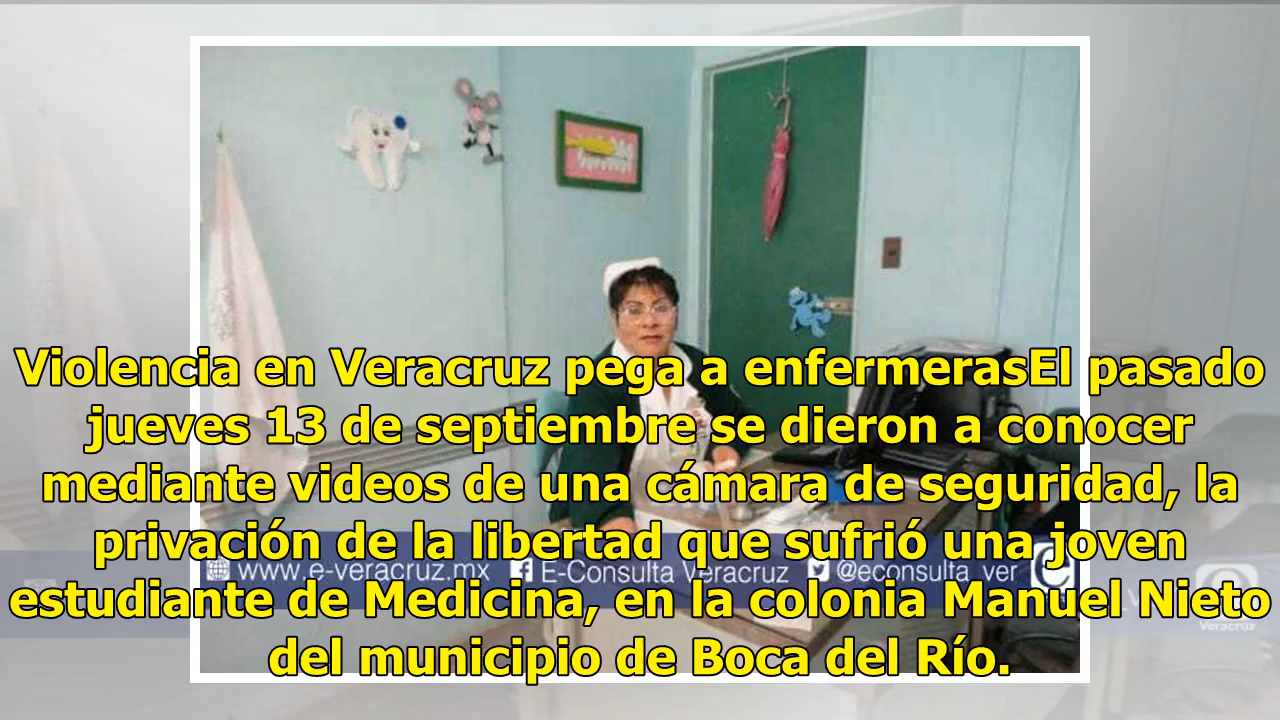 Violencia en Veracruz pega a enfermerasEl pasado
jueves 13 de septiembre se dieron a conocer
mediante videos de una cámara de seguridad, la
privación de la libertad que sufrió una joven
www.e-veracruz.mx E-Consulta Veracruz @econsulta_ver
estudiante de Medicina, en la colonia Manuel Nieto
Veracruz
del municipio de Boca del Río.